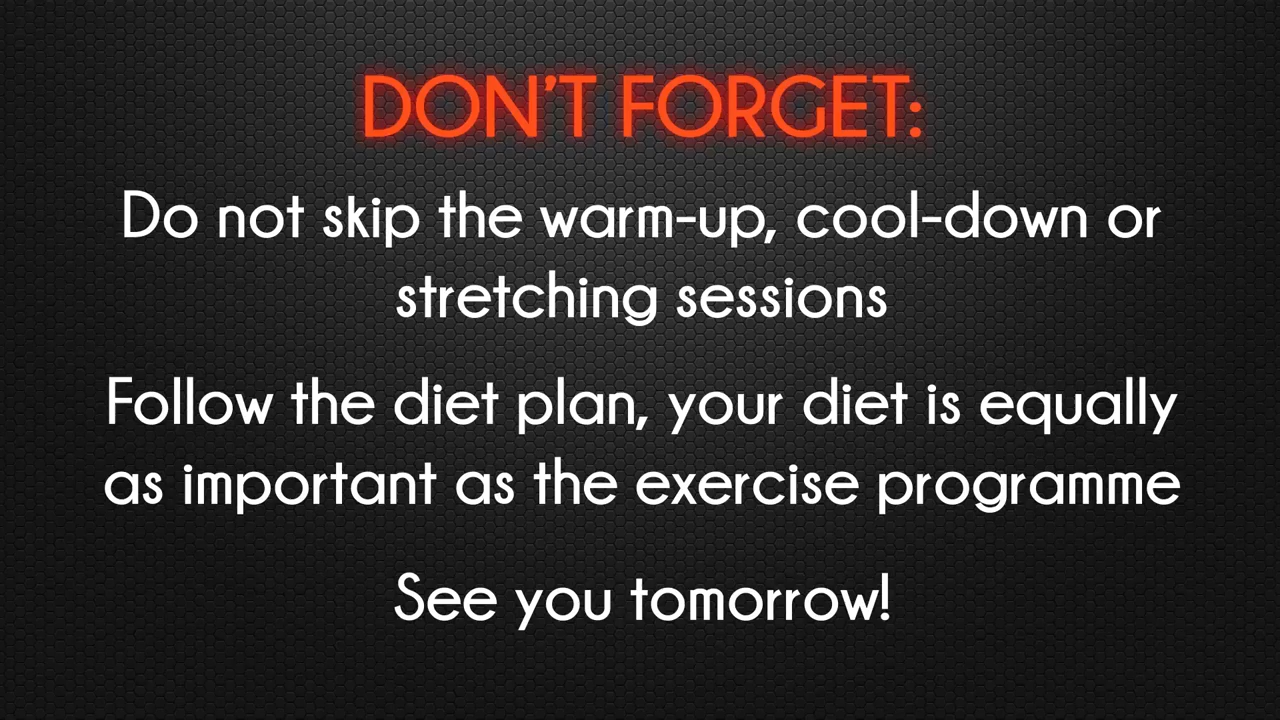 DON'T FORGET:
Do not skip the warm-up, cool-down or
stretching sessions
Follow the diet plan, your diet is equally
as important as the exercise programme
See you tomorrow!